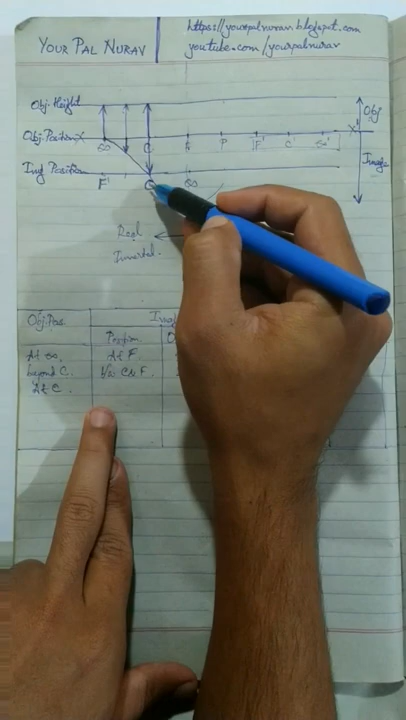 YOUR PAL NURAV
https://yourpalnurav.blogspot.com
youtube.com/yourpalnurav
Obj. Height
Obj
Obj. Position X ∞ C F P F' C' ∞' X'
Img Position
Image
F' C ∞
Real
Inverted.
Obj. Pos.
Position.
At ∞. At F.
beyond C. b/w C & F.
At C.